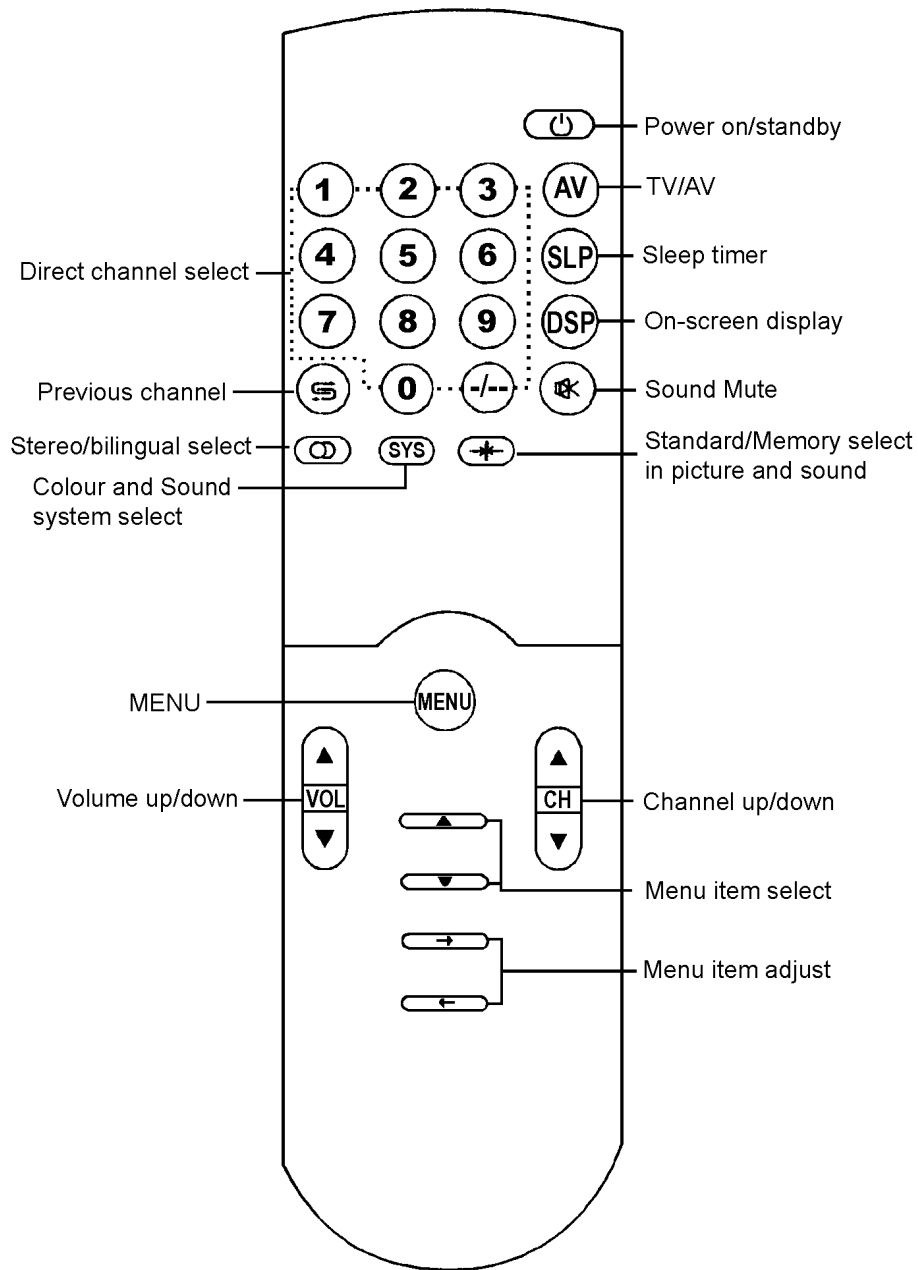 Power on/standby
1 2 3 AV TV/AV
Direct channel select 4 5 6 SLP Sleep timer
7 8 9 DSP On-screen display
Previous channel 0 -/-- Sound Mute
Stereo/bilingual select SYS Standard/Memory select
in picture and sound
Colour and Sound
system select
MENU MENU
Volume up/down VOL CH Channel up/down
Menu item select
Menu item adjust